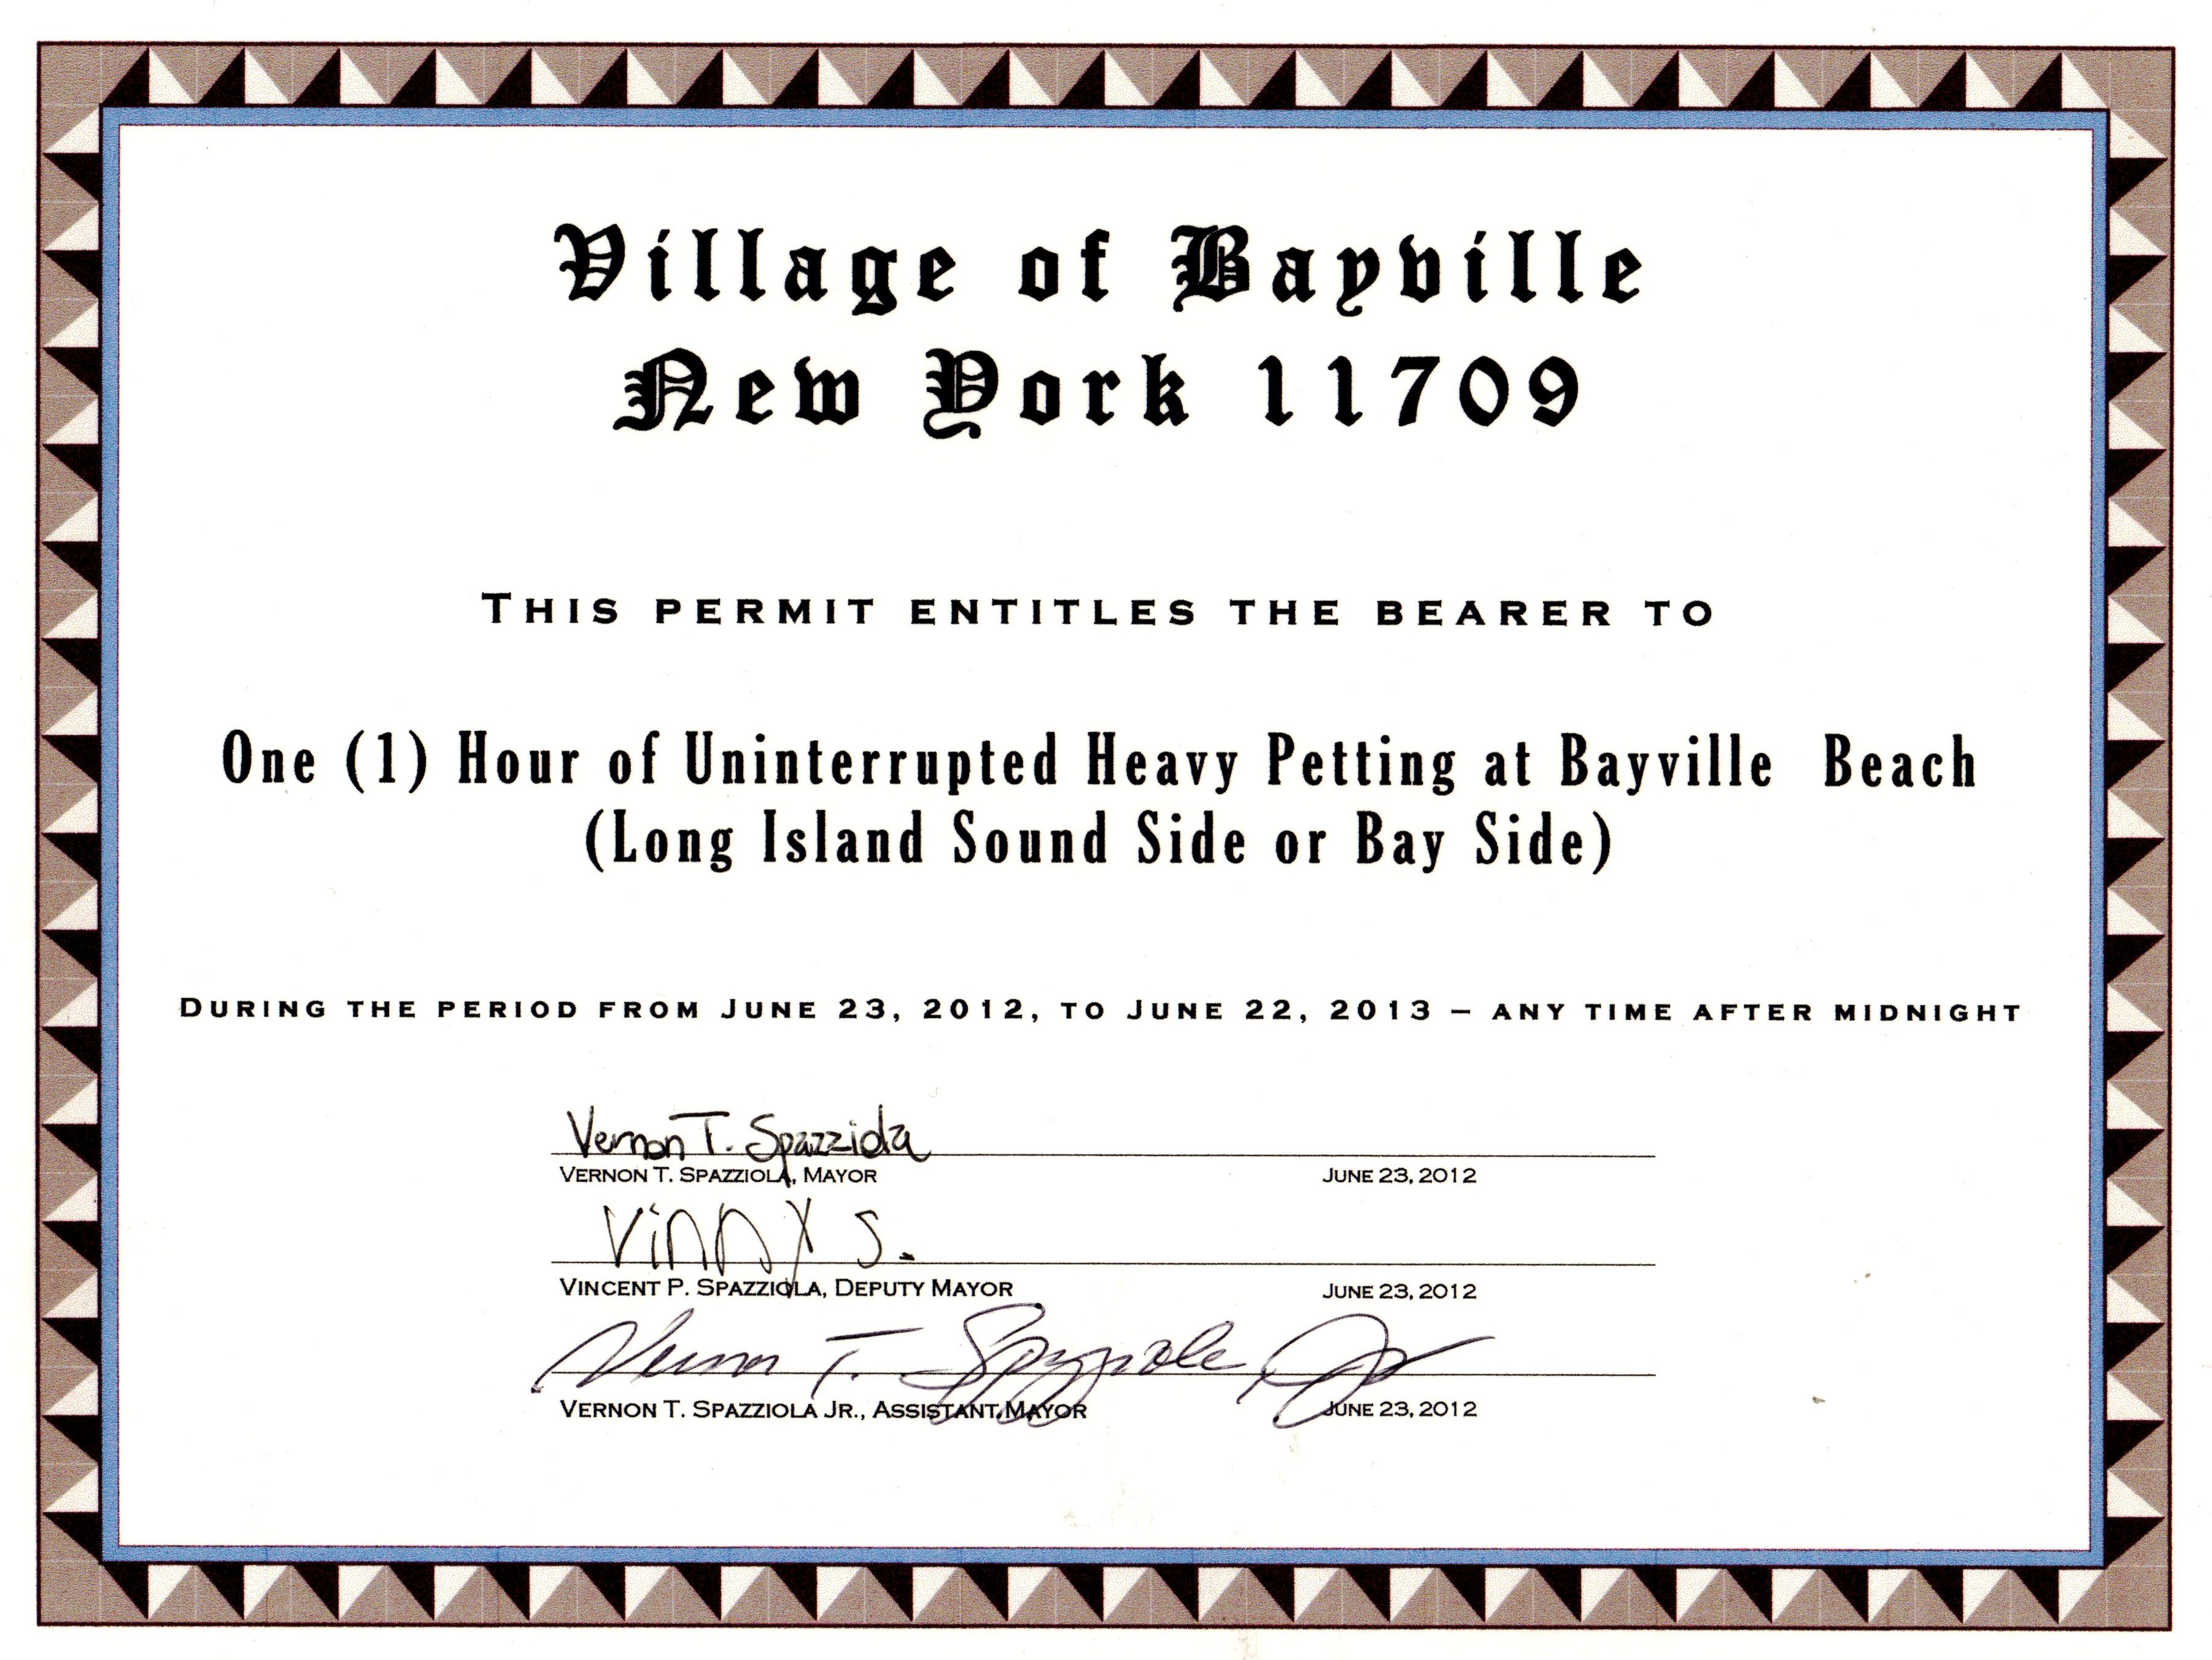 Village of Bayville
New York 11709
THIS PERMIT ENTITLES THE BEARER TO
One (1) Hour of Uninterrupted Heavy Petting at Bayville Beach
(Long Island Sound Side or Bay Side)
DURING THE PERIOD FROM JUNE 23, 2012, TO JUNE 22, 2013 – ANY TIME AFTER MIDNIGHT
Vernon T. Spazziola
VERNON T. SPAZZIOLA, MAYOR JUNE 23, 2012
Vinny S.
VINCENT P. SPAZZIOLA, DEPUTY MAYOR JUNE 23, 2012
Vernon T. Spazziola, Jr
VERNON T. SPAZZIOLA JR., ASSISTANT MAYOR JUNE 23, 2012